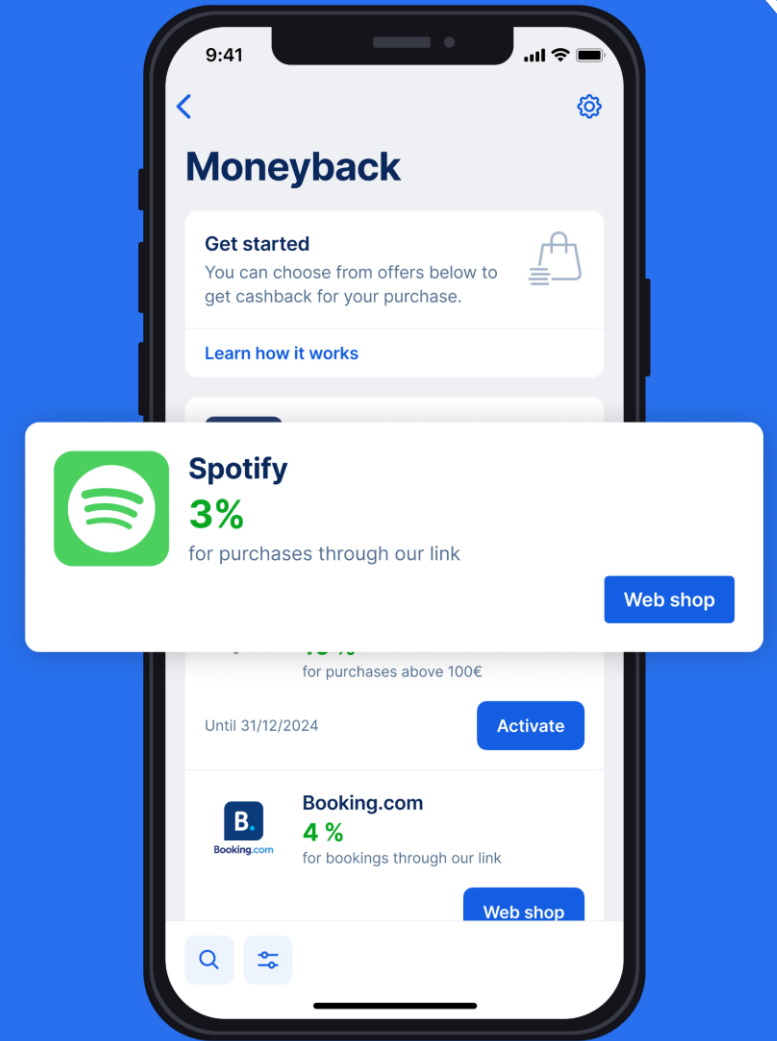 9:41
Moneyback
Get started
You can choose from offers below to
get cashback for your purchase.
Learn how it works
Spotify
3%
for purchases through our link
Web shop
for purchases above 100€
Until 31/12/2024
Activate
B.
Booking.com
Booking.com
4 %
for bookings through our link
Web shop